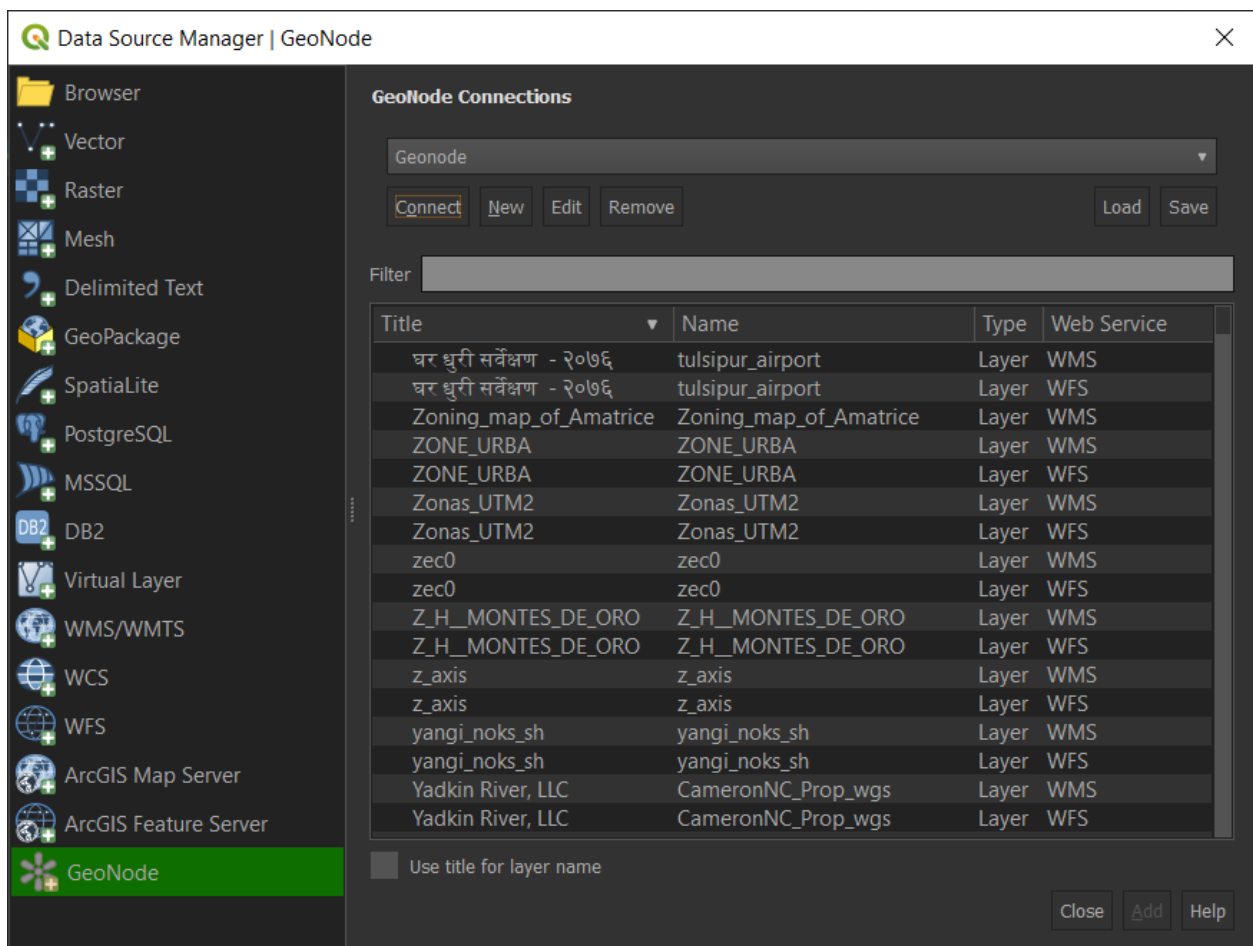 Data Source Manager | GeoNode
Browser
Vector
Raster
Mesh
Delimited Text
GeoPackage
SpatiaLite
PostgreSQL
MSSQL
DB2
DB2
Virtual Layer
WMS/WMTS
WCS
WFS
ArcGIS Map Server
ArcGIS Feature Server
GeoNode
GeoNode Connections
Geonode
Connect New Edit Remove Load Save
Filter
Title Name Type Web Service
घर धुरी सर्वेक्षण - २०७६ tulsipur_airport Layer WMS
घर धुरी सर्वेक्षण - २०७६ tulsipur_airport Layer WFS
Zoning_map_of_Amatrice Zoning_map_of_Amatrice Layer WMS
ZONE_URBA ZONE_URBA Layer WMS
ZONE_URBA ZONE_URBA Layer WFS
Zonas_UTM2 Zonas_UTM2 Layer WMS
Zonas_UTM2 Zonas_UTM2 Layer WFS
zec0 zec0 Layer WMS
zec0 zec0 Layer WFS
Z_H__MONTES_DE_ORO Z_H__MONTES_DE_ORO Layer WMS
Z_H__MONTES_DE_ORO Z_H__MONTES_DE_ORO Layer WFS
z_axis z_axis Layer WMS
z_axis z_axis Layer WFS
yangi_noks_sh yangi_noks_sh Layer WMS
yangi_noks_sh yangi_noks_sh Layer WFS
Yadkin River, LLC CameronNC_Prop_wgs Layer WMS
Yadkin River, LLC CameronNC_Prop_wgs Layer WFS
Use title for layer name
Close Add Help